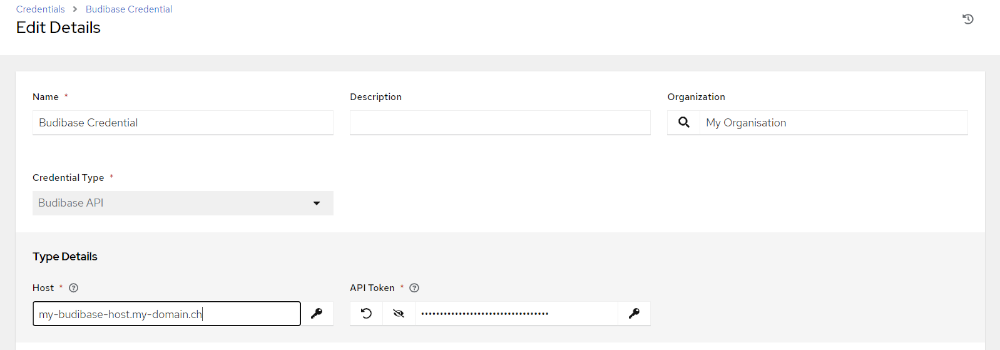 Credentials > Budibase Credential
Edit Details
Name * Description Organization
Budibase Credential My Organisation
Credential Type *
Budibase API
Type Details
Host * API Token *
my-budibase-host.my-domain.ch ••••••••••••••••••••••••••••••••